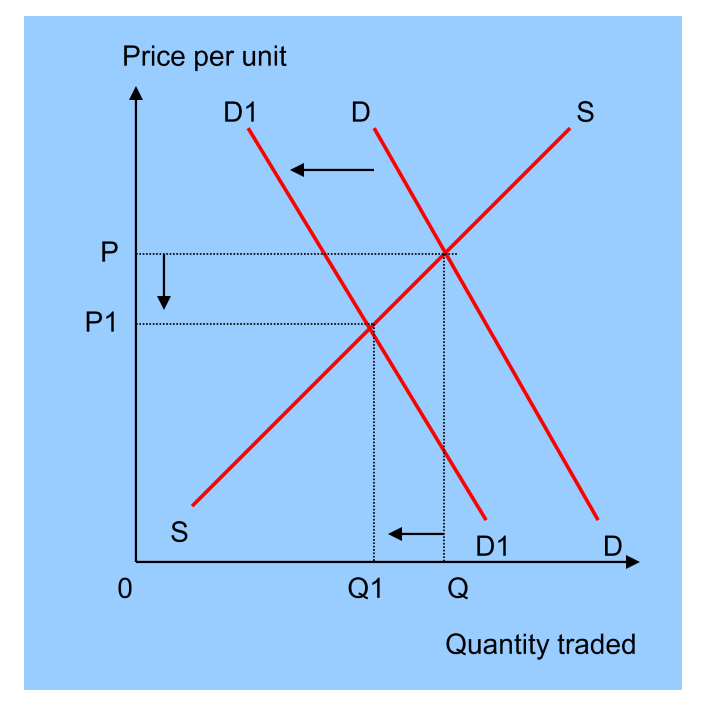 Price per unit
D1 D S
P
P1
S
D1 D
0 Q1 Q
Quantity traded